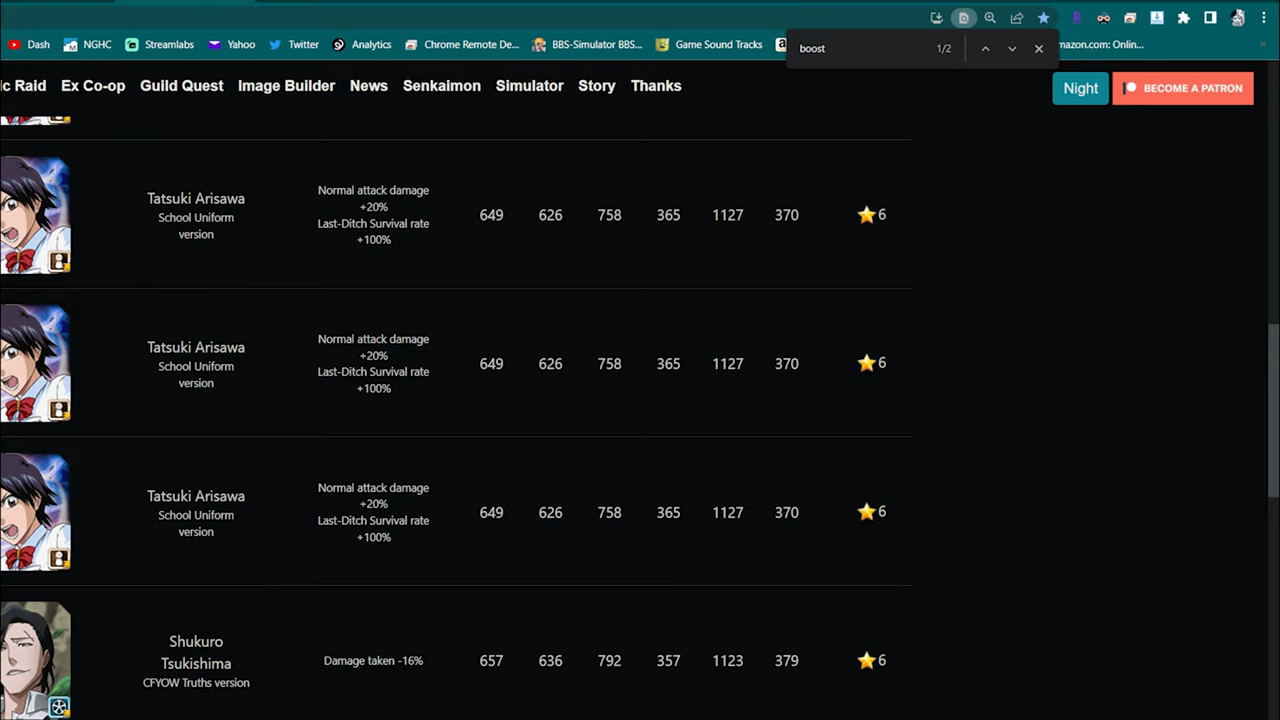 Dash NGHC Streamlabs Yahoo Twitter Analytics Chrome Remote De... BBS-Simulator BBS... Game Sound Tracks mazon.com: Onlin...
boost 1/2
ic Raid Ex Co-op Guild Quest Image Builder News Senkaimon Simulator Story Thanks Night BECOME A PATRON
Tatsuki Arisawa
School Uniform
version
Normal attack damage
+20%
Last-Ditch Survival rate
+100%
649 626 758 365 1127 370 6
Tatsuki Arisawa
School Uniform
version
Normal attack damage
+20%
Last-Ditch Survival rate
+100%
649 626 758 365 1127 370 6
Tatsuki Arisawa
School Uniform
version
Normal attack damage
+20%
Last-Ditch Survival rate
+100%
649 626 758 365 1127 370 6
Shukuro
Tsukishima
CFYOW Truths version
Damage taken -16%
657 636 792 357 1123 379 6